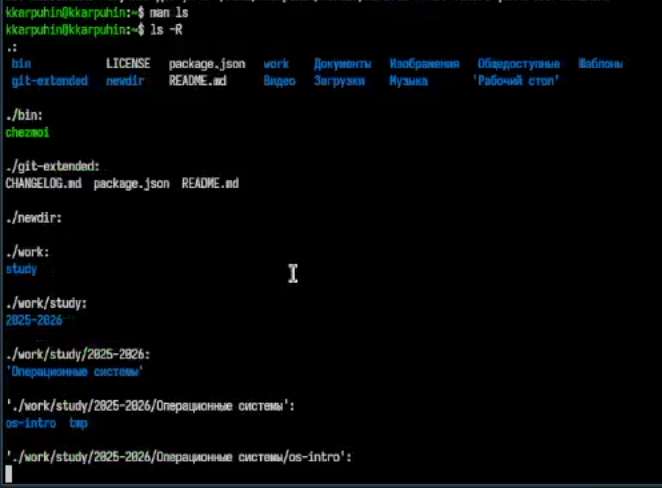 kkarpuhin@kkarpuhin:~$ man ls
kkarpuhin@kkarpuhin:~$ ls -R
.:
bin LICENSE package.json work Документы Изображения Общедоступные Шаблоны
git-extended newdir README.md Видео Загрузки Музыка 'Рабочий стол'
./bin:
chezmoi
./git-extended:
CHANGELOG.md package.json README.md
./newdir:
./work:
study
./work/study:
2025-2026
./work/study/2025-2026:
'Операционные системы'
'./work/study/2025-2026/Операционные системы':
os-intro tmp
'./work/study/2025-2026/Операционные системы/os-intro':